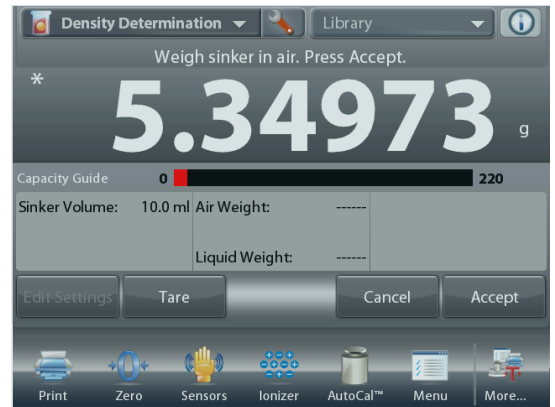 Density Determination Library
Weigh sinker in air. Press Accept.
* 5.34973 g
Capacity Guide 0 220
Sinker Volume: 10.0 ml Air Weight: ------
Liquid Weight: ------
Edit Settings Tare Cancel Accept
Print Zero Sensors Ionizer AutoCal™ Menu More...